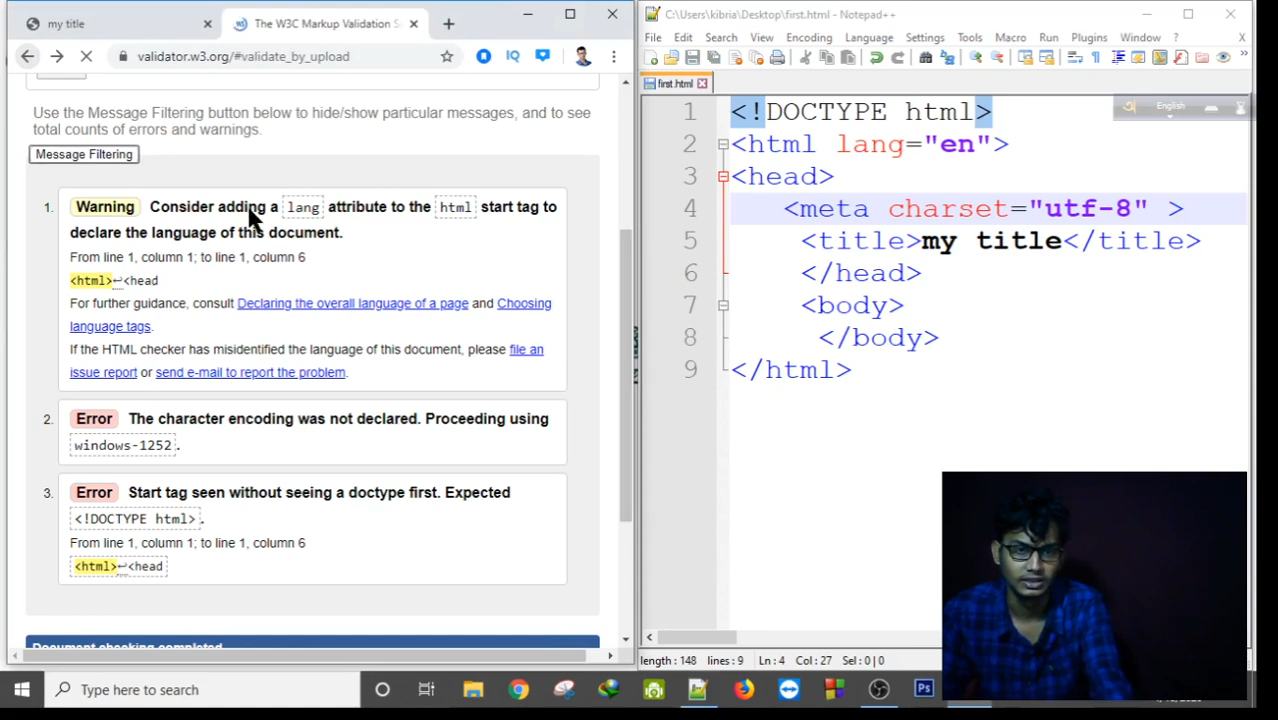 my title
The W3C Markup Validation S
validator.w3.org/#validate_by_upload
Use the Message Filtering button below to hide/show particular messages, and to see
total counts of errors and warnings.
Message Filtering
1. Warning Consider adding a lang attribute to the html start tag to
declare the language of this document.
From line 1, column 1; to line 1, column 6
<html>↩<head
For further guidance, consult Declaring the overall language of a page and Choosing
language tags.
If the HTML checker has misidentified the language of this document, please file an
issue report or send e-mail to report the problem.
2. Error The character encoding was not declared. Proceeding using
windows-1252.
3. Error Start tag seen without seeing a doctype first. Expected
<!DOCTYPE html>.
From line 1, column 1; to line 1, column 6
<html>↩<head
Document checking completed
C:\Users\kibria\Desktop\first.html - Notepad++
File Edit Search View Encoding Language Settings Tools Macro Run Plugins Window ?
first.html
English
1 <!DOCTYPE html>
2 <html lang="en">
3 <head>
4 <meta charset="utf-8" >
5 <title>my title</title>
6 </head>
7 <body>
8 </body>
9 </html>
length : 148 lines : 9 Ln : 4 Col : 27 Sel : 0 | 0
Type here to search
Ps